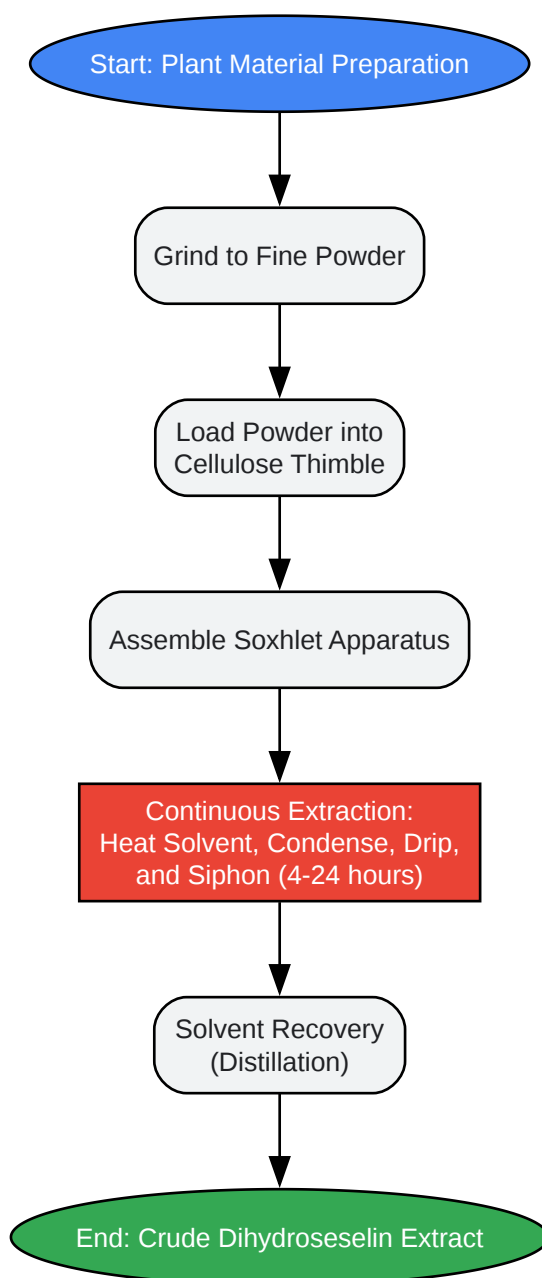 Start: Plant Material Preparation
Grind to Fine Powder
Load Powder into
Cellulose Thimble
Assemble Soxhlet Apparatus
Continuous Extraction:
Heat Solvent, Condense, Drip,
and Siphon (4-24 hours)
Solvent Recovery
(Distillation)
End: Crude Dihydroseselin Extract